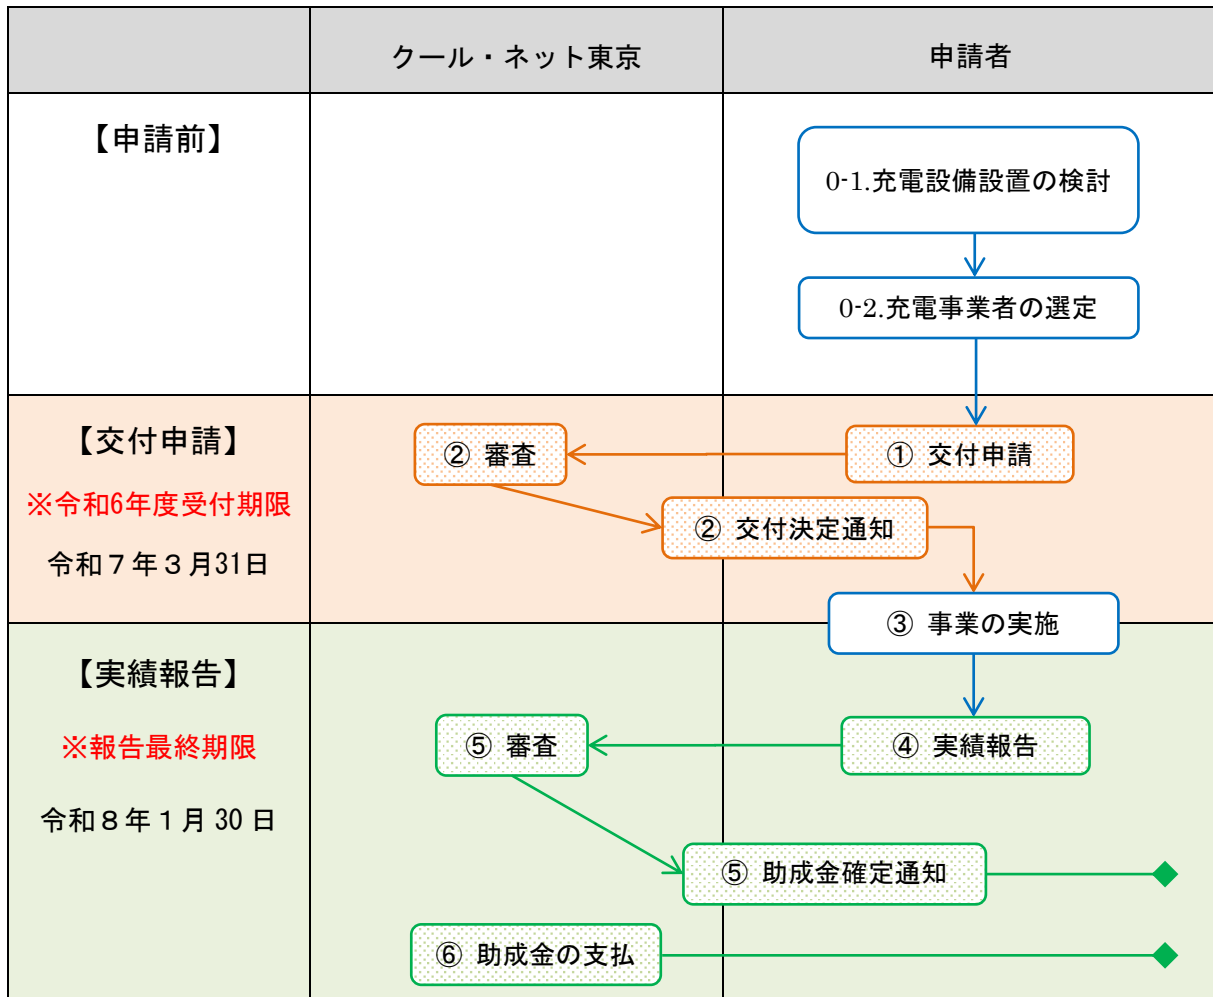 クール・ネット東京
申請者
【申請前】
0-1.充電設備設置の検討
0-2.充電事業者の選定
【交付申請】
※令和6年度受付期限
令和７年３月31日
② 審査
① 交付申請
② 交付決定通知
③ 事業の実施
【実績報告】
※報告最終期限
令和８年１月 30 日
⑤ 審査
④ 実績報告
⑤ 助成金確定通知
⑥ 助成金の支払